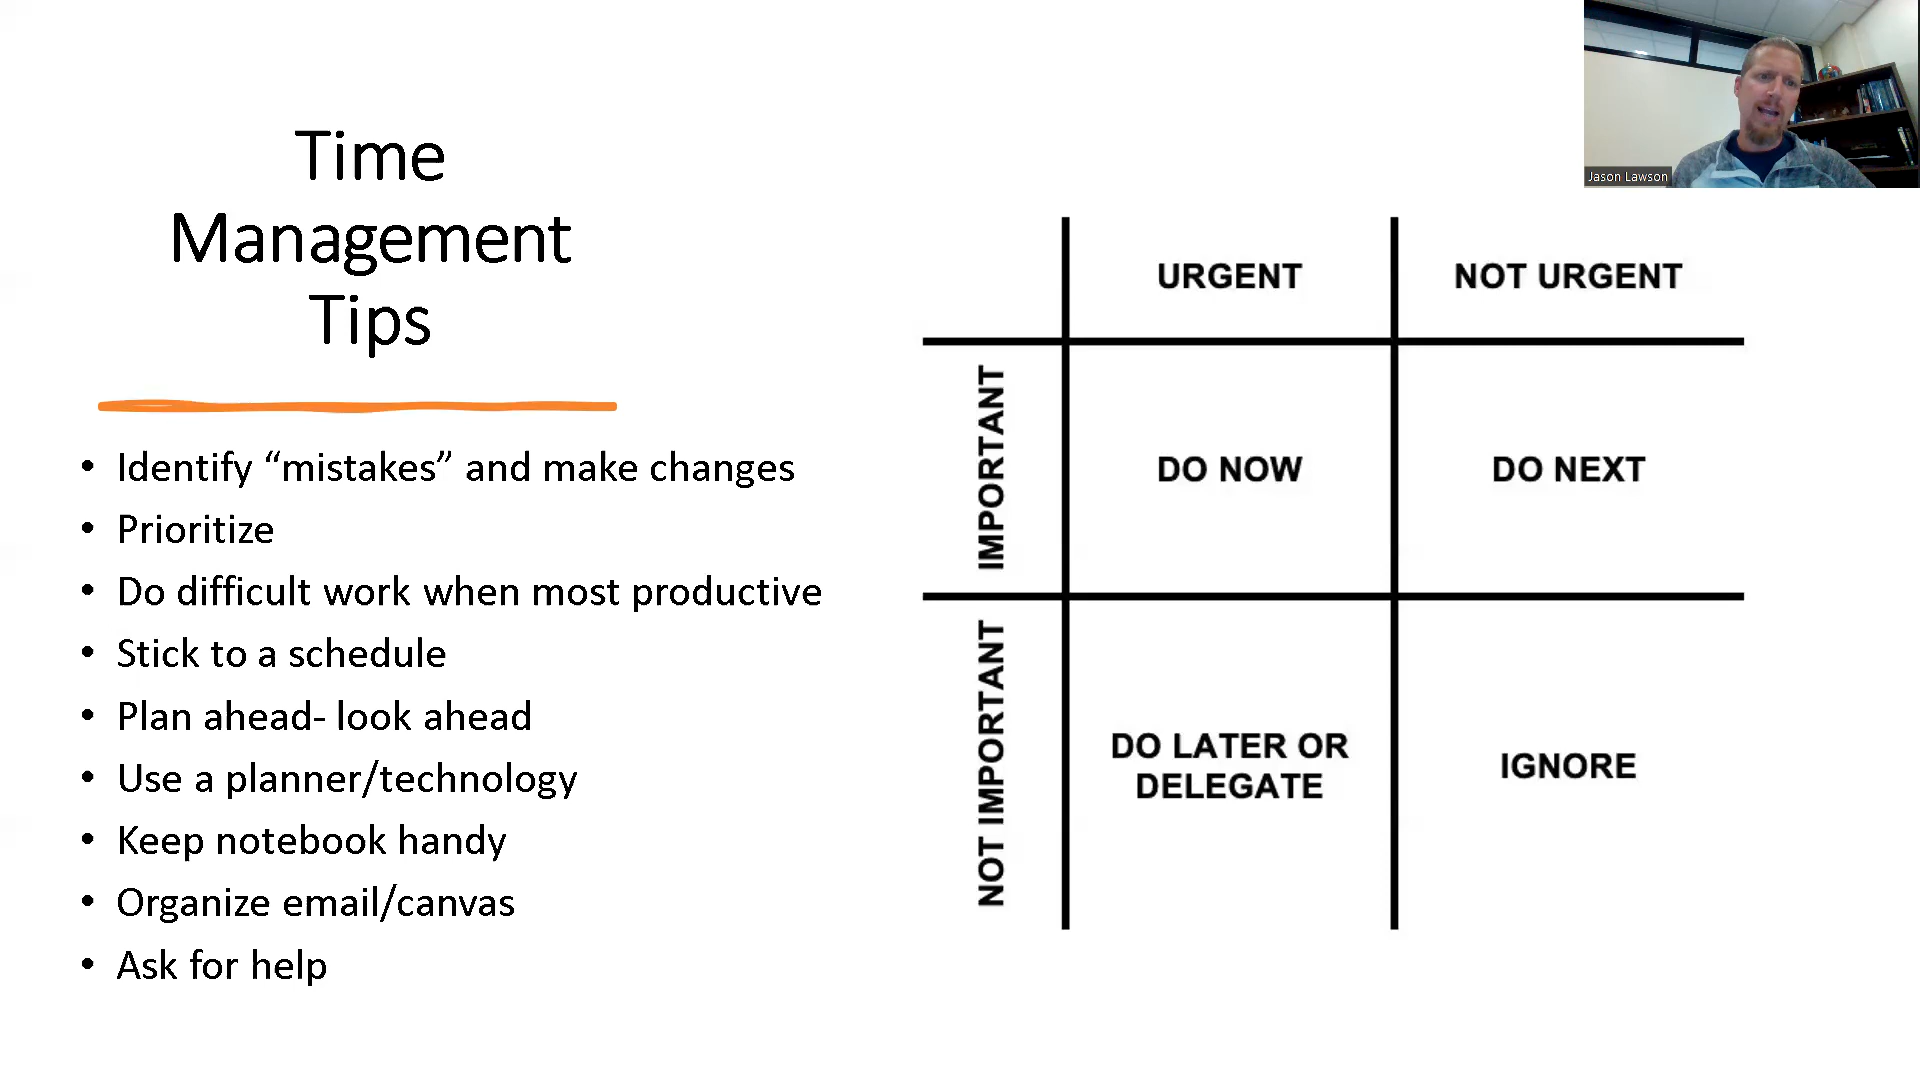 Time
Management
Tips
• Identify “mistakes” and make changes
• Prioritize
• Do difficult work when most productive
• Stick to a schedule
• Plan ahead- look ahead
• Use a planner/technology
• Keep notebook handy
• Organize email/canvas
• Ask for help
Jason Lawson
URGENT
NOT URGENT
IMPORTANT
DO NOW
DO NEXT
NOT IMPORTANT
DO LATER OR
DELEGATE
IGNORE